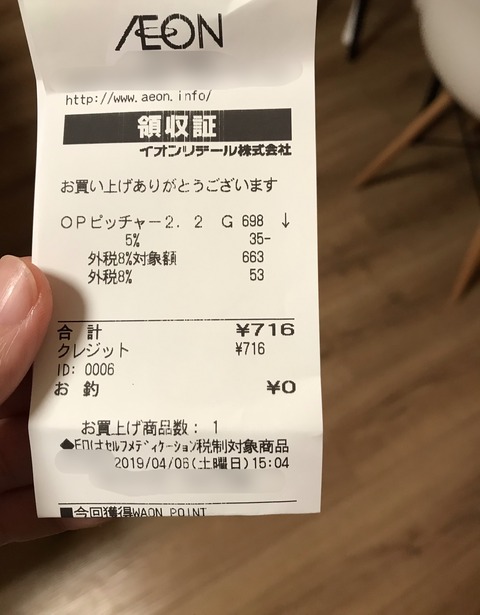 ÆON
http://www.aeon.info/
領収証
イオンリテール株式会社
お買い上げありがとうございます
OPピッチャー2.2 G 698 ↓
5% 35-
外税8%対象額 663
外税8% 53
合計 ¥716
クレジット ¥716
ID: 0006
お釣 ¥0
お買上げ商品数: 1
◆印はセルフメディケーション税制対象商品
2019/04/06(土曜日)15:04
■今回獲得WAON POINT